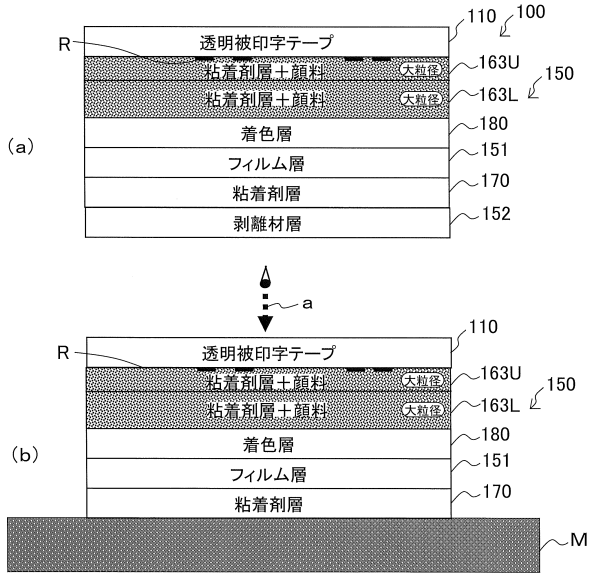 110
100
R
透明被印字テープ
粘着剤層＋顔料
大粒径
163U
150
粘着剤層＋顔料
大粒径
163L
(a)
着色層
180
フィルム層
151
粘着剤層
170
剥離材層
152
a
110
R
透明被印字テープ
粘着剤層＋顔料
大粒径
163U
150
粘着剤層＋顔料
大粒径
163L
(b)
着色層
180
フィルム層
151
粘着剤層
170
M